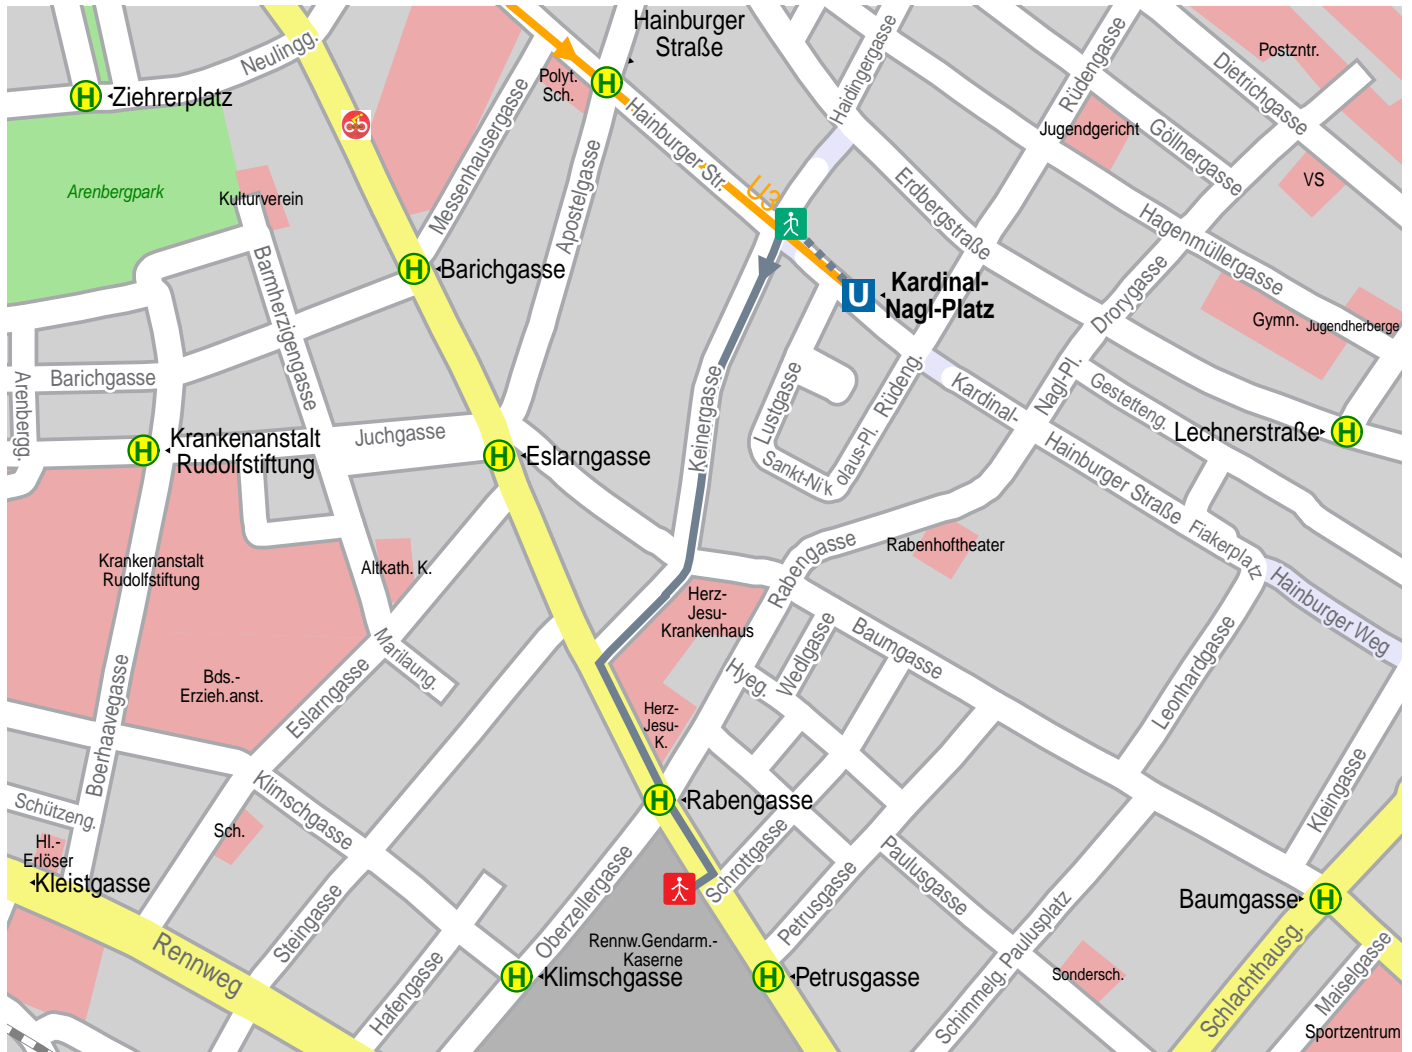 Hainburger
Straße
H
Neulingg.
H
Ziehrerplatz
Polyt.
Sch.
Postzntr.
Dietrichgasse
Rüdengasse
Haidingergasse
Jugendgericht
Göllnergasse
Hainburger Str.
Messenhausergasse
Apostelgasse
Arenbergpark
Kulturverein
U3
VS
Erdbergstraße
Hagenmüllergasse
H
Barichgasse
Barmherzigengasse
U
Kardinal-
Nagl-Platz
Drorygasse
Gymn.
Jugendherberge
Barichgasse
Arenbergg.
Keinergasse
Lustgasse
Sankt-Nik
olaus-Pl.
Rüdeng.
Kardinal-
Nagl-Pl.
Gestetteng.
Lechnerstraße
H
Juchgasse
H
Krankenanstalt
Rudolfstiftung
H
Eslarngasse
Hainburger Straße
Fiakerplatz
Hainburger Weg
Rabengasse
Rabenhoftheater
Krankenanstalt
Rudolfstiftung
Altkath. K.
Herz-
Jesu-
Krankenhaus
Wedlgasse
Baumgasse
Hyeg.
Marilaung.
Bds.-
Erzieh.anst.
Eslarngasse
Boerhaavegasse
Herz-
Jesu-
K.
Leonhardgasse
Kleingasse
H
Rabengasse
Klimschgasse
Schützeng.
Sch.
Hl.-
Erlöser
Kleistgasse
Schrottgasse
Paulusgasse
Petrusgasse
Oberzellergasse
Steingasse
Rennweg
Hafengasse
Rennw.Gendarm.-
Kaserne
H
Klimschgasse
H
Petrusgasse
Schimmelg.
Paulusplatz
Sondersch.
Baumgasse
H
Schlachthausg.
Maiselgasse
Sportzentrum